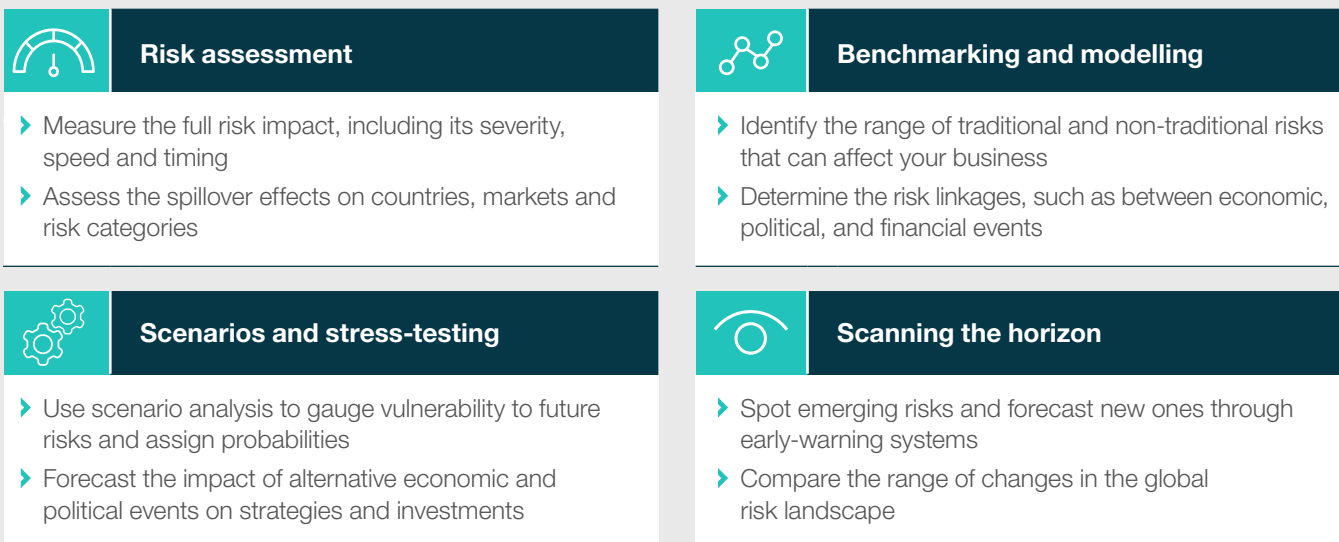 Risk assessment
Measure the full risk impact, including its severity,
speed and timing
Assess the spillover effects on countries, markets and
risk categories
Benchmarking and modelling
Identify the range of traditional and non-traditional risks
that can affect your business
Determine the risk linkages, such as between economic,
political, and financial events
Scenarios and stress-testing
Use scenario analysis to gauge vulnerability to future
risks and assign probabilities
Forecast the impact of alternative economic and
political events on strategies and investments
Scanning the horizon
Spot emerging risks and forecast new ones through
early-warning systems
Compare the range of changes in the global
risk landscape